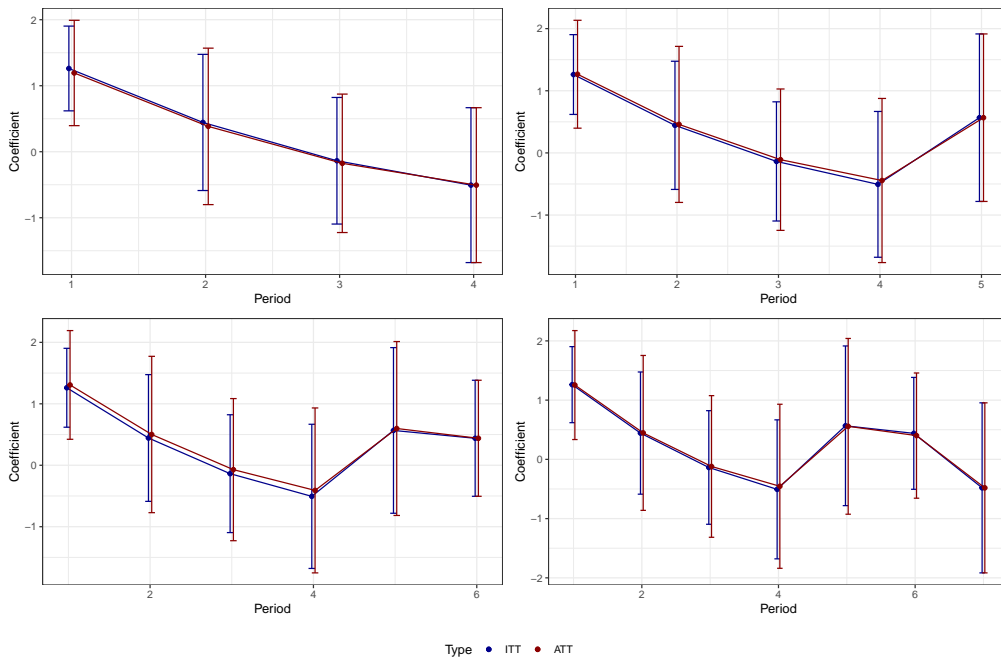 2
1
0
−1
Coefficient
1 2 3 4
Period
2
1
0
−1
Coefficient
1 2 3 4 5
Period
2
1
0
−1
Coefficient
2 4 6
Period
2
1
0
−1
−2
Coefficient
2 4 6
Period
Type ITT ATT